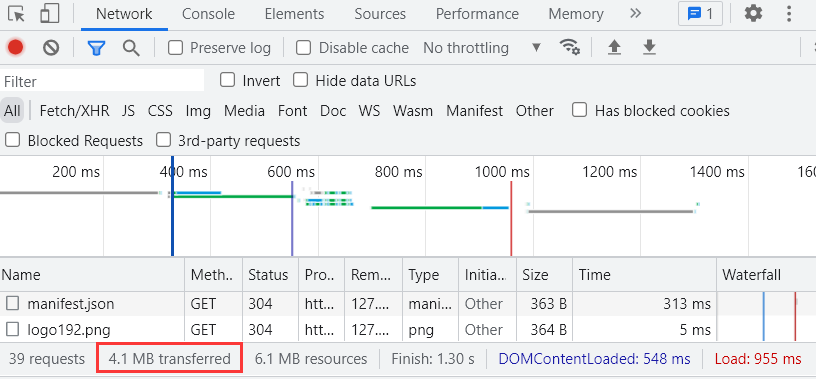 Network Console Elements Sources Performance Memory » 1
Preserve log Disable cache No throttling
Filter Invert Hide data URLs
All Fetch/XHR JS CSS Img Media Font Doc WS Wasm Manifest Other Has blocked cookies
Blocked Requests 3rd-party requests
200 ms 400 ms 600 ms 800 ms 1000 ms 1200 ms 1400 ms 160
Name Meth.. Status Pro... Rem... Type Initia... Size Time Waterfall
manifest.json GET 304 htt... 127.... mani... Other 363 B 313 ms
logo192.png GET 304 htt... 127.... png Other 364 B 5 ms
39 requests 4.1 MB transferred 6.1 MB resources Finish: 1.30 s DOMContentLoaded: 548 ms Load: 955 ms